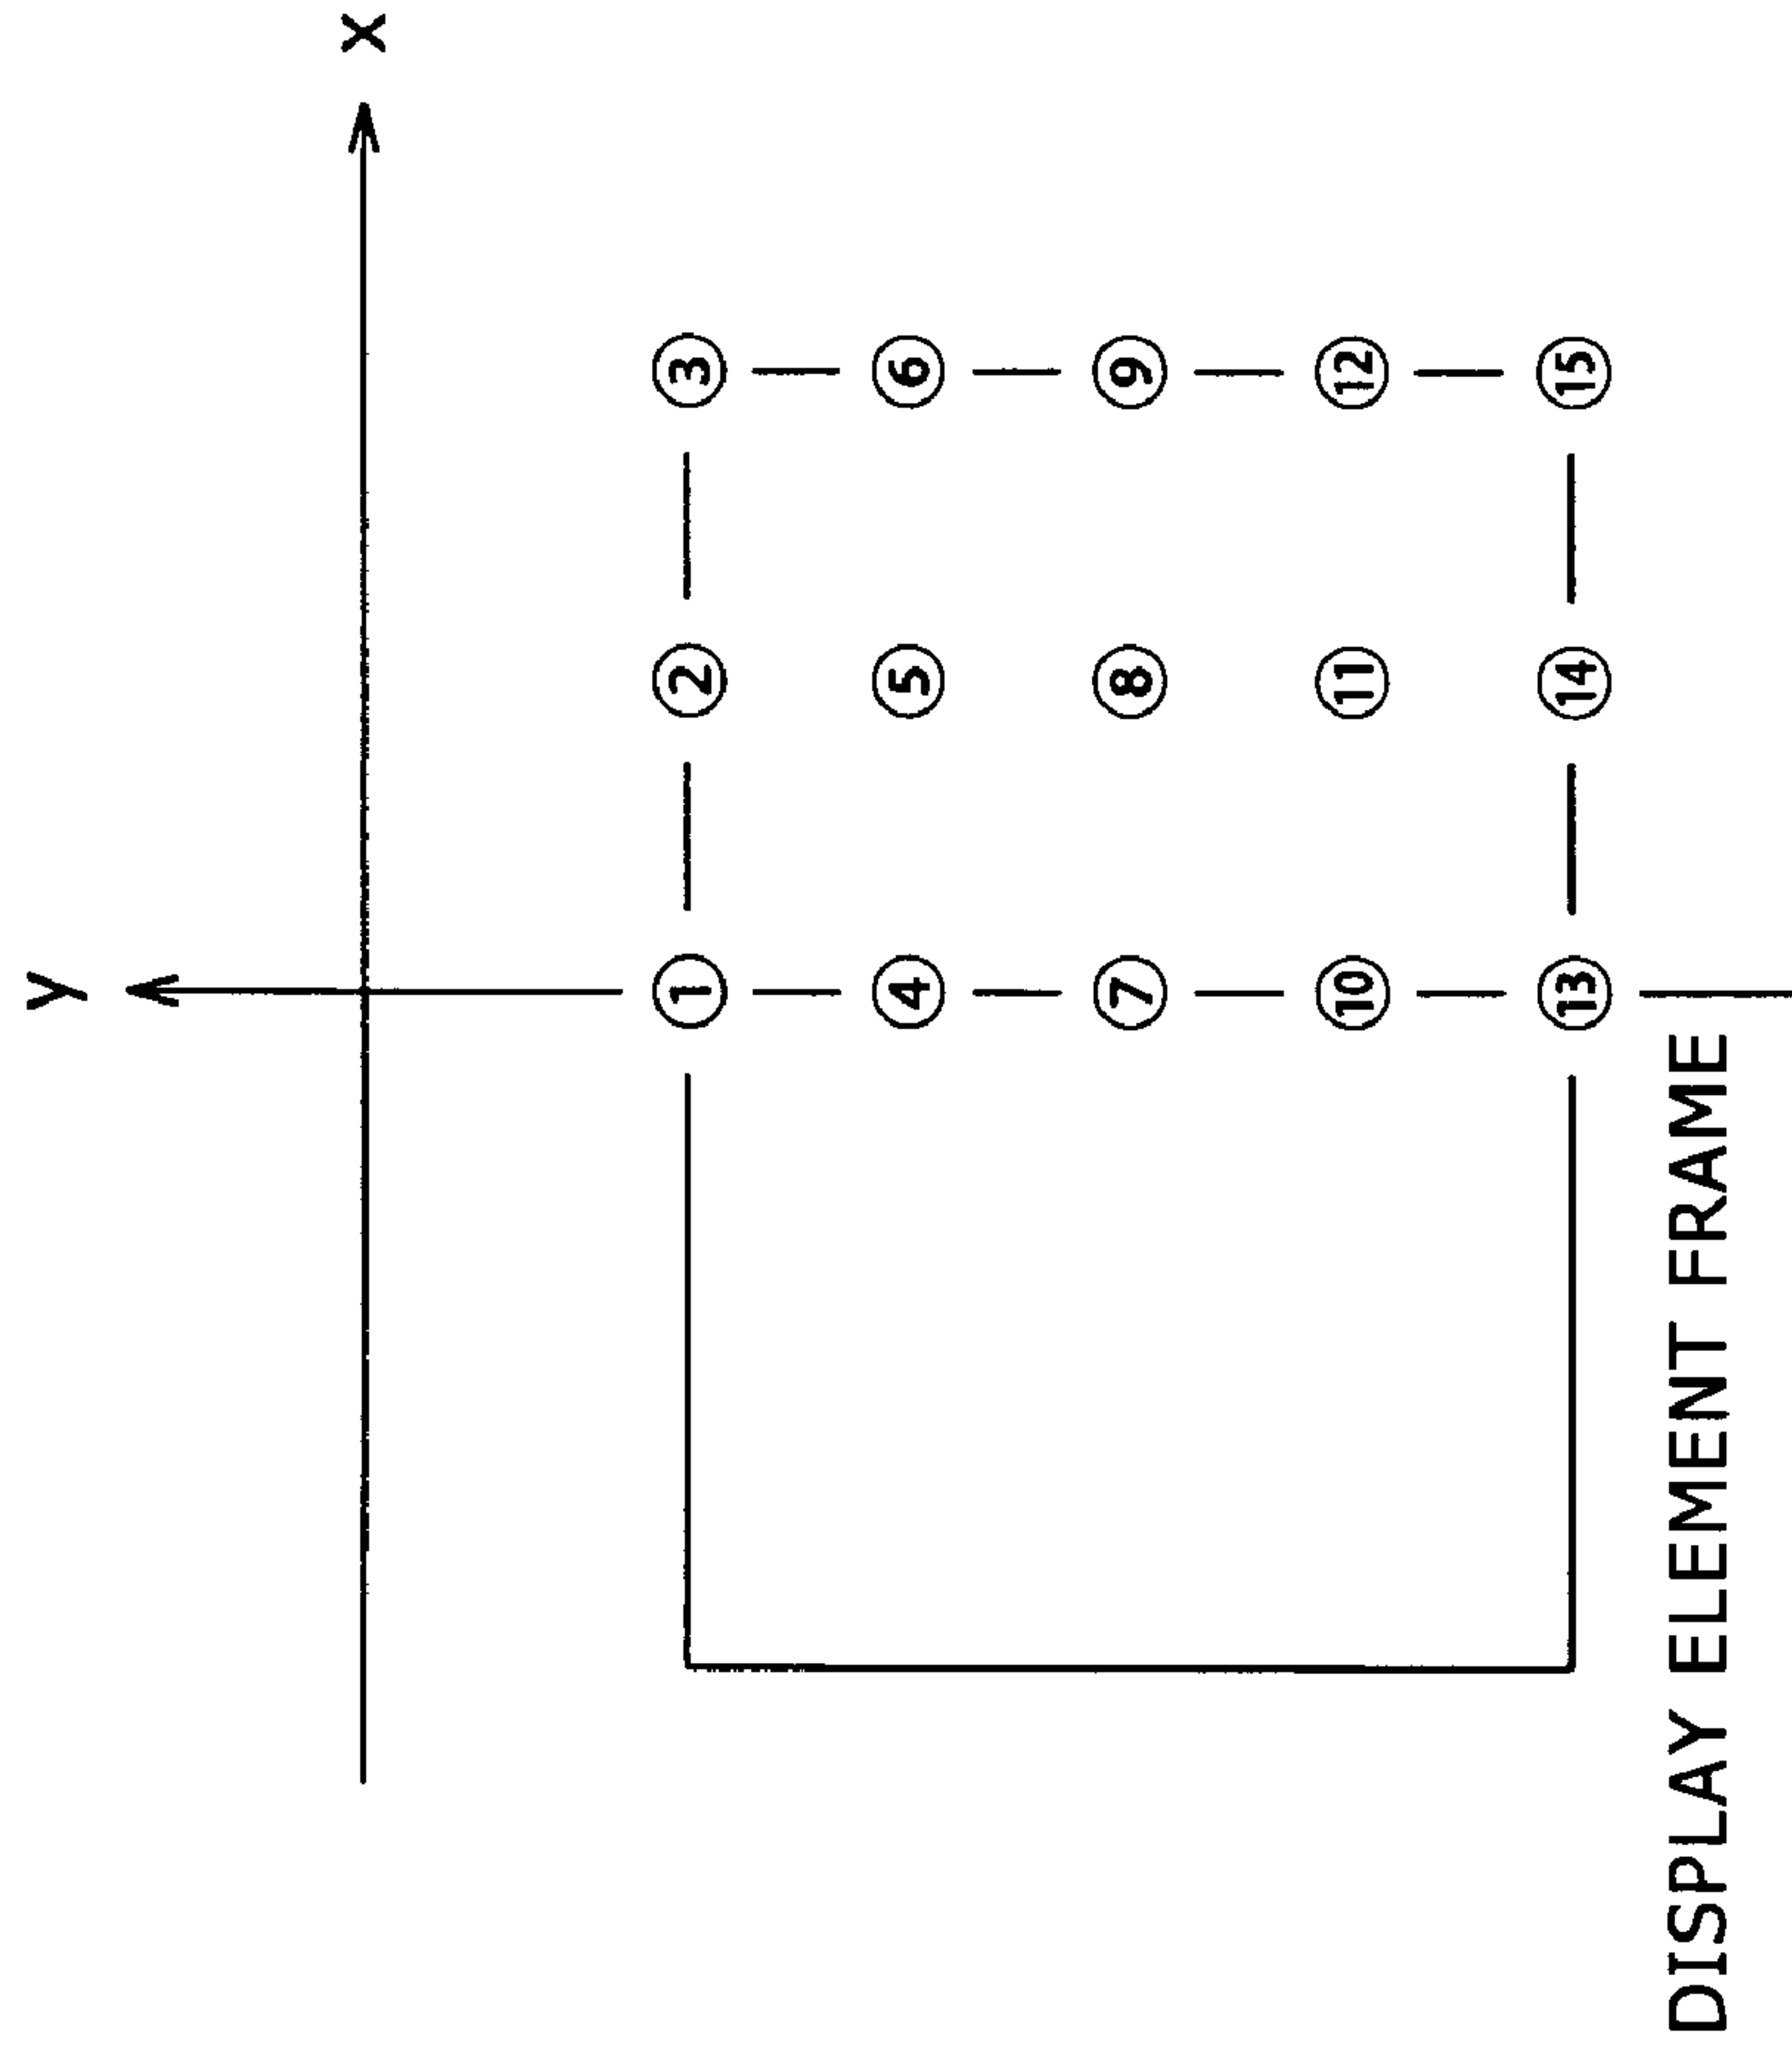 Y
X
① ② ③
④ ⑤ ⑥
⑦ ⑧ ⑨
⑩ ⑪ ⑫
⑬ ⑭ ⑮
DISPLAY ELEMENT FRAME